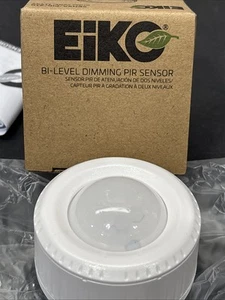 EiKO®
BI-LEVEL DIMMING PIR SENSOR
SENSOR PIR DE ATENUACIÓN DE DOS NIVELES/
CAPTEUR PIR À GRADATION À DEUX NIVEAUX